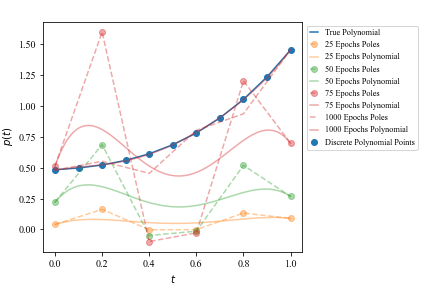 1.50
1.25
1.00
0.75
0.50
0.25
0.00
p(t)
0.0 0.2 0.4 0.6 0.8 1.0
t
True Polynomial
25 Epochs Poles
25 Epochs Polynomial
50 Epochs Poles
50 Epochs Polynomial
75 Epochs Poles
75 Epochs Polynomial
1000 Epochs Poles
1000 Epochs Polynomial
Discrete Polynomial Points